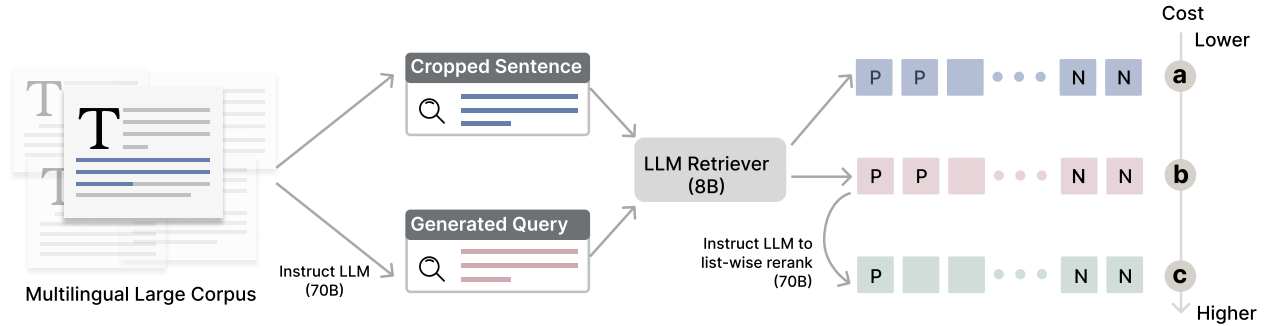 T
T
T
Multilingual Large Corpus
Instruct LLM
(70B)
Cropped Sentence
Generated Query
LLM Retriever
(8B)
Instruct LLM to
list-wise rerank
(70B)
P P N N
P P N N
P N N
Cost
Lower
a
b
c
Higher